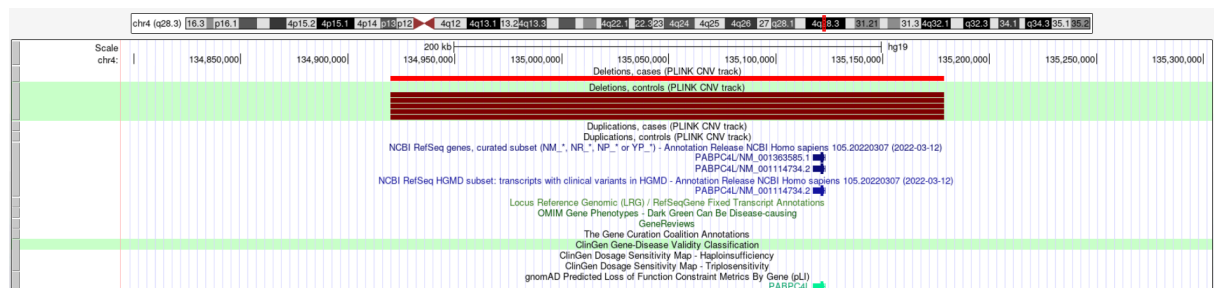 chr4 (q28.3) 16.3 p16.1 4p15.2 4p15.1 4p14 p13 p12 4q12 4q13.1 13.2 4q13.3 4q22.1 22.3 23 4q24 4q25 4q26 27 q28.1 4q28.3 31.21 31.3 4q32.1 q32.3 34.1 q34.3 35.1 35.2
Scale 200 kb hg19
chr4: 134,850,000 134,900,000 134,950,000 135,000,000 135,050,000 135,100,000 135,150,000 135,200,000 135,250,000 135,300,000
Deletions, cases (PLINK CNV track)
Deletions, controls (PLINK CNV track)
Duplications, cases (PLINK CNV track)
Duplications, controls (PLINK CNV track)
NCBI RefSeq genes, curated subset (NM_*, NR_*, NP_* or YP_*) - Annotation Release NCBI Homo sapiens 105.20220307 (2022-03-12)
PABPC4L/NM_001363585.1
PABPC4L/NM_001114734.2
NCBI RefSeq HGMD subset: transcripts with clinical variants in HGMD - Annotation Release NCBI Homo sapiens 105.20220307 (2022-03-12)
PABPC4L/NM_001114734.2
Locus Reference Genomic (LRG) / RefSeqGene Fixed Transcript Annotations
OMIM Gene Phenotypes - Dark Green Can Be Disease-causing
GeneReviews
The Gene Curation Coalition Annotations
ClinGen Gene-Disease Validity Classification
ClinGen Dosage Sensitivity Map - Haploinsufficiency
ClinGen Dosage Sensitivity Map - Triplosensitivity
gnomAD Predicted Loss of Function Constraint Metrics By Gene (pLI)
PABPC4L